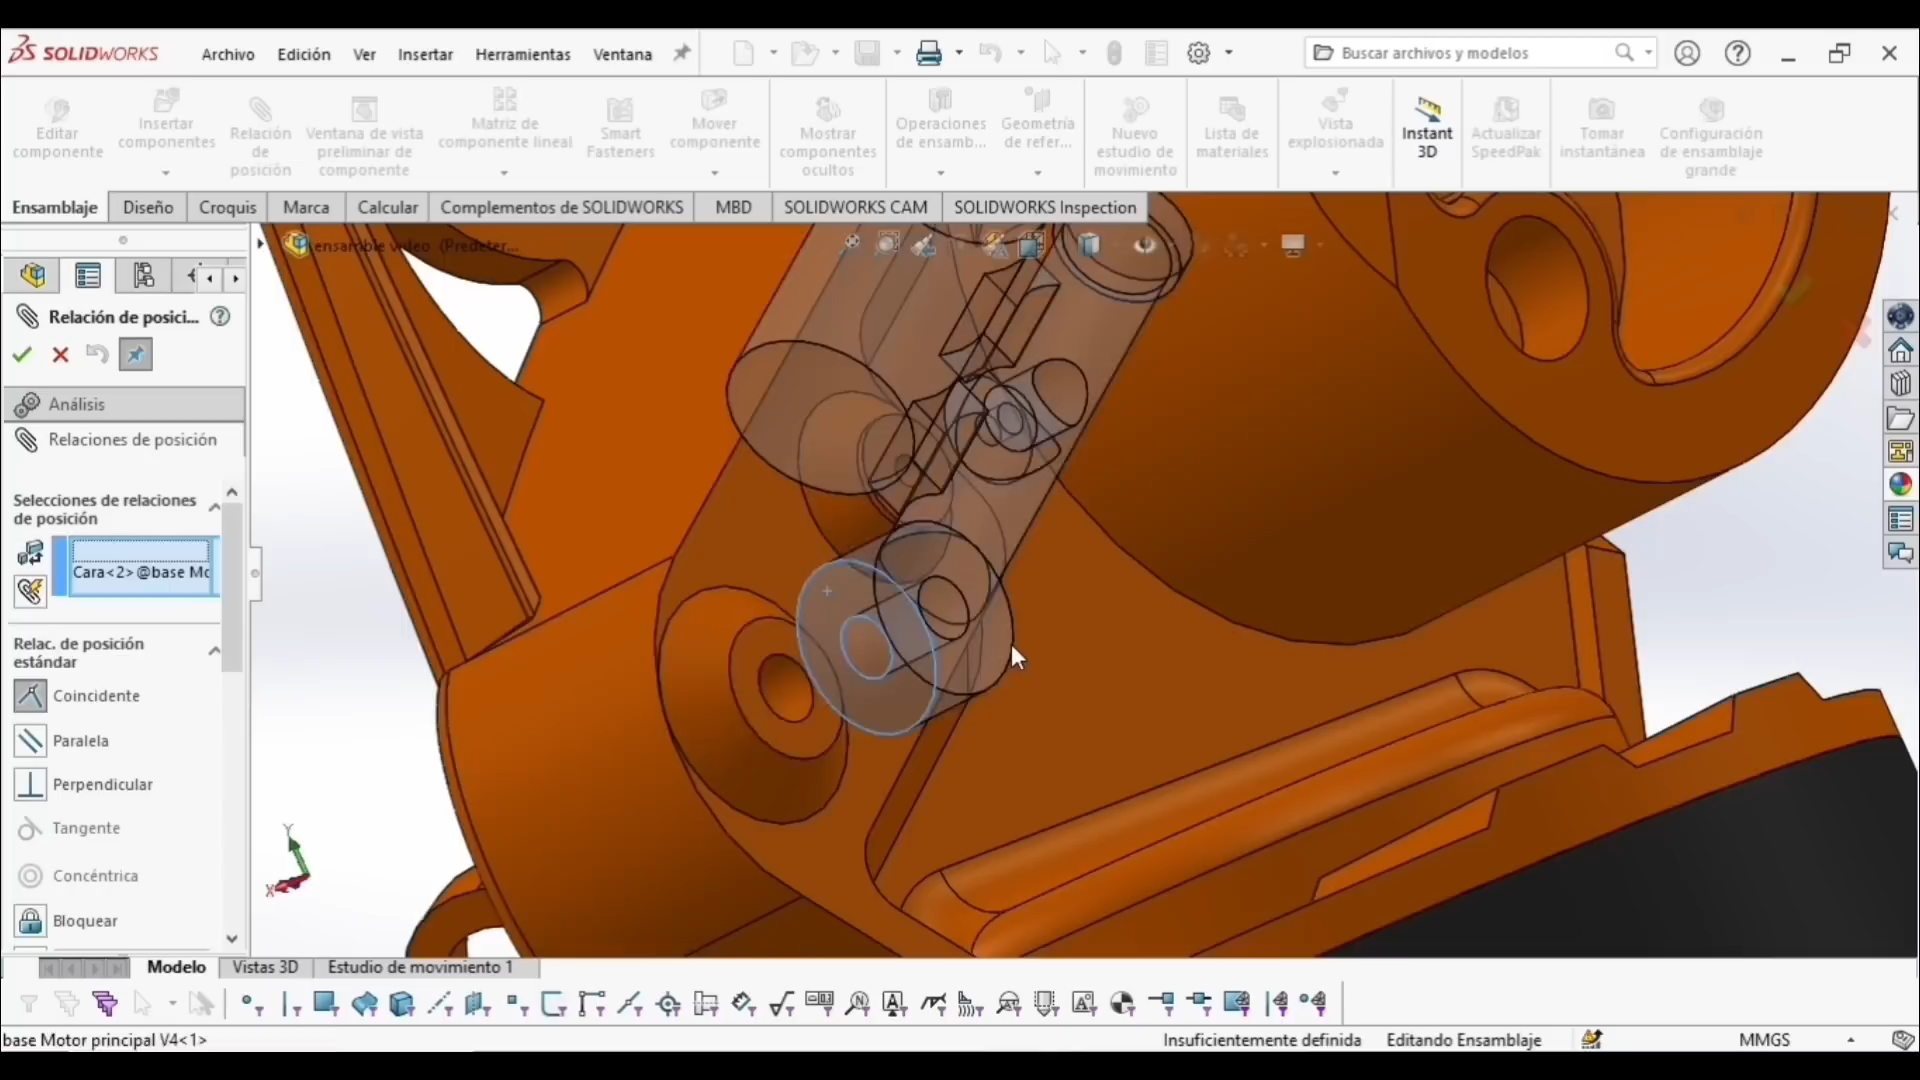 SOLIDWORKS Archivo Edición Ver Insertar Herramientas Ventana Buscar archivos y modelos
Editar componente
Insertar componentes
Relación de posición
Ventana de vista preliminar de componente
Matriz de componente lineal
Smart Fasteners
Mover componente
Mostrar componentes ocultos
Operaciones de ensamb...
Geometría de refer...
Nuevo estudio de movimiento
Lista de materiales
Vista explosionada
Instant 3D
Actualizar SpeedPak
Tomar instantánea
Configuración de ensamblaje grande
Ensamblaje Diseño Croquis Marca Calcular Complementos de SOLIDWORKS MBD SOLIDWORKS CAM SOLIDWORKS Inspection
ensamble video (Predeter...
Relación de posici...
Análisis
Relaciones de posición
Selecciones de relaciones
de posición
Cara<2>@base Mo
Relac. de posición
estándar
Coincidente
Paralela
Perpendicular
Tangente
Concéntrica
Bloquear
Y
X
Modelo Vistas 3D Estudio de movimiento 1
base Motor principal V4<1> Insuficientemente definida Editando Ensamblaje MMGS